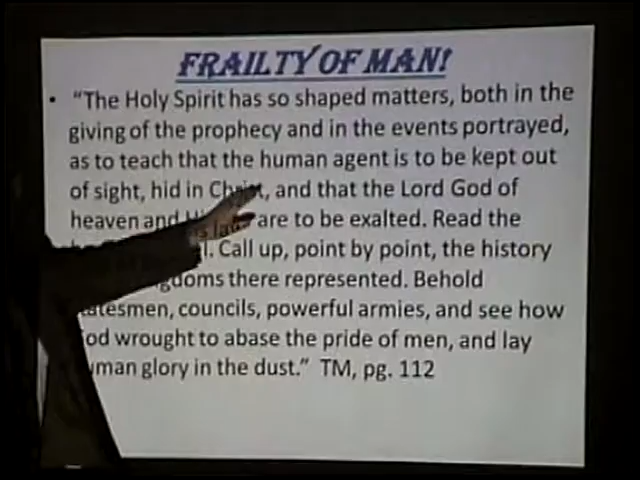 FRAILTY OF MAN!
• “The Holy Spirit has so shaped matters, both in the
giving of the prophecy and in the events portrayed,
as to teach that the human agent is to be kept out
of sight, hid in Christ, and that the Lord God of
heaven and His law are to be exalted. Read the
Call up, point by point, the history
there represented. Behold
councils, powerful armies, and see how
wrought to abase the pride of men, and lay
glory in the dust.” TM, pg. 112